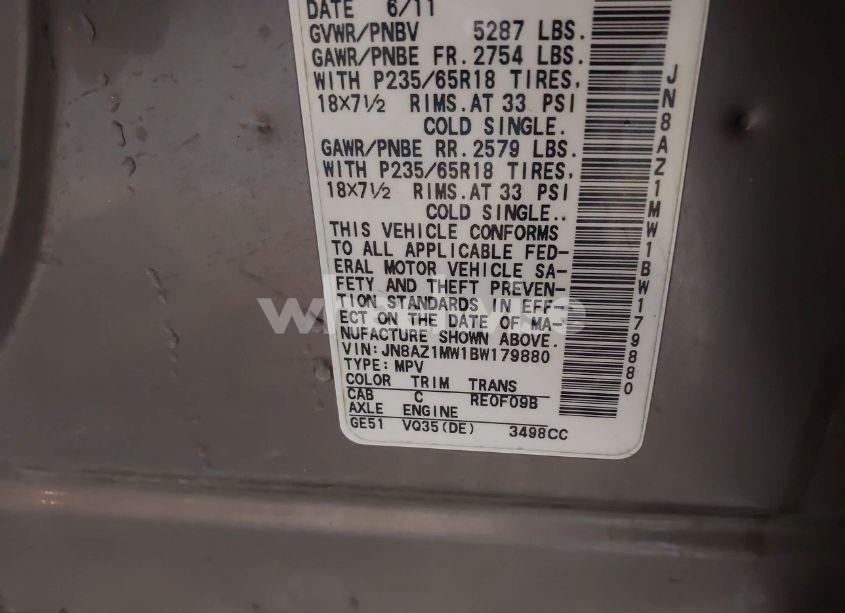 DATE 6/11
GVWR/PNBV 5287 LBS.
GAWR/PNBE FR. 2754 LBS.
WITH P235/65R18 TIRES,
18X7½ RIMS. AT 33 PSI
COLD SINGLE.
GAWR/PNBE RR. 2579 LBS.
WITH P235/65R18 TIRES,
18X7½ RIMS. AT 33 PSI
COLD SINGLE..
THIS VEHICLE CONFORMS
TO ALL APPLICABLE FED-
ERAL MOTOR VEHICLE SA-
FETY AND THEFT PREVEN-
TION STANDARDS IN EFF-
ECT ON THE DATE OF MA-
NUFACTURE SHOWN ABOVE.
VIN:JN8AZ1MW1BW179880
TYPE:MPV
COLOR TRIM TRANS
CAB C RE0F09B
AXLE ENGINE
GE51 VQ35(DE) 3498CC
JN8AZ1MW1BW179880